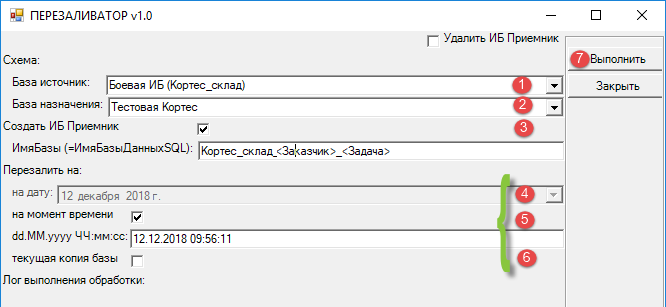 ПЕРЕЗАЛИВАТОР v1.0
Удалить ИБ Приемник
Схема:
7 Выполнить
База источник: Боевая ИБ (Кортес_склад) 1
Закрыть
База назначения: Тестовая Кортес 2
Создать ИБ Приемник 3
ИмяБазы (=ИмяБазыДанныхSQL): Кортес_склад_<Заказчик>_<Задача>
Перезалить на:
на дату: 12 декабря 2018 г. 4
на момент времени 5
dd.MM.yyyy ЧЧ:мм:сс: 12.12.2018 09:56:11
текущая копия базы 6
Лог выполнения обработки: